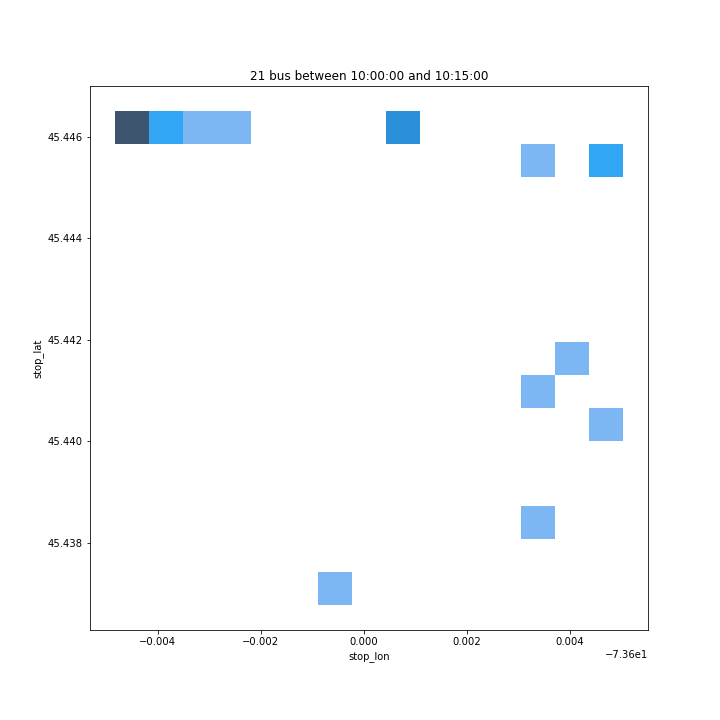 21 bus between 10:00:00 and 10:15:00
45.446
45.444
45.442
45.440
45.438
stop_lat
−0.004 −0.002 0.000 0.002 0.004
stop_lon
−7.36e1